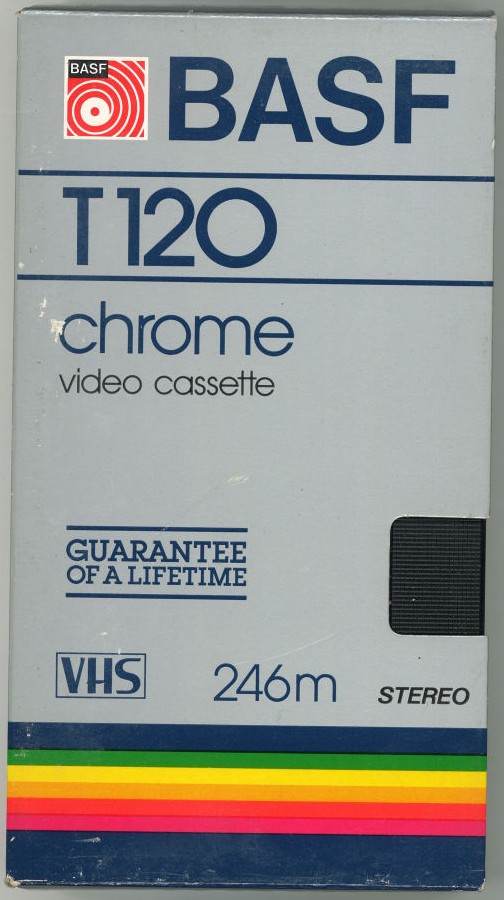 BASF
BASF
T120
chrome
video cassette
GUARANTEE
OF A LIFETIME
VHS
246m
STEREO